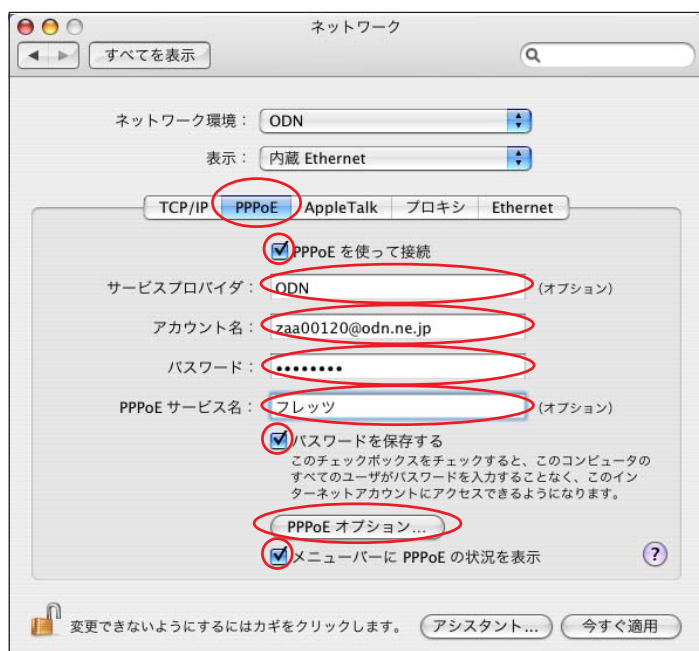 ネットワーク
すべてを表示
ネットワーク環境： ODN
表示： 内蔵 Ethernet
TCP/IP PPPoE AppleTalk プロキシ Ethernet
PPPoE を使って接続
サービスプロバイダ： ODN （オプション）
アカウント名： zaa00120@odn.ne.jp
パスワード： ••••••••
PPPoE サービス名： フレッツ （オプション）
パスワードを保存する
このチェックボックスをチェックすると、このコンピュータの
すべてのユーザがパスワードを入力することなく、このイン
ターネットアカウントにアクセスできるようになります。
PPPoE オプション...
メニューバーに PPPoE の状況を表示 ?
変更できないようにするにはカギをクリックします。 アシスタント... 今すぐ適用